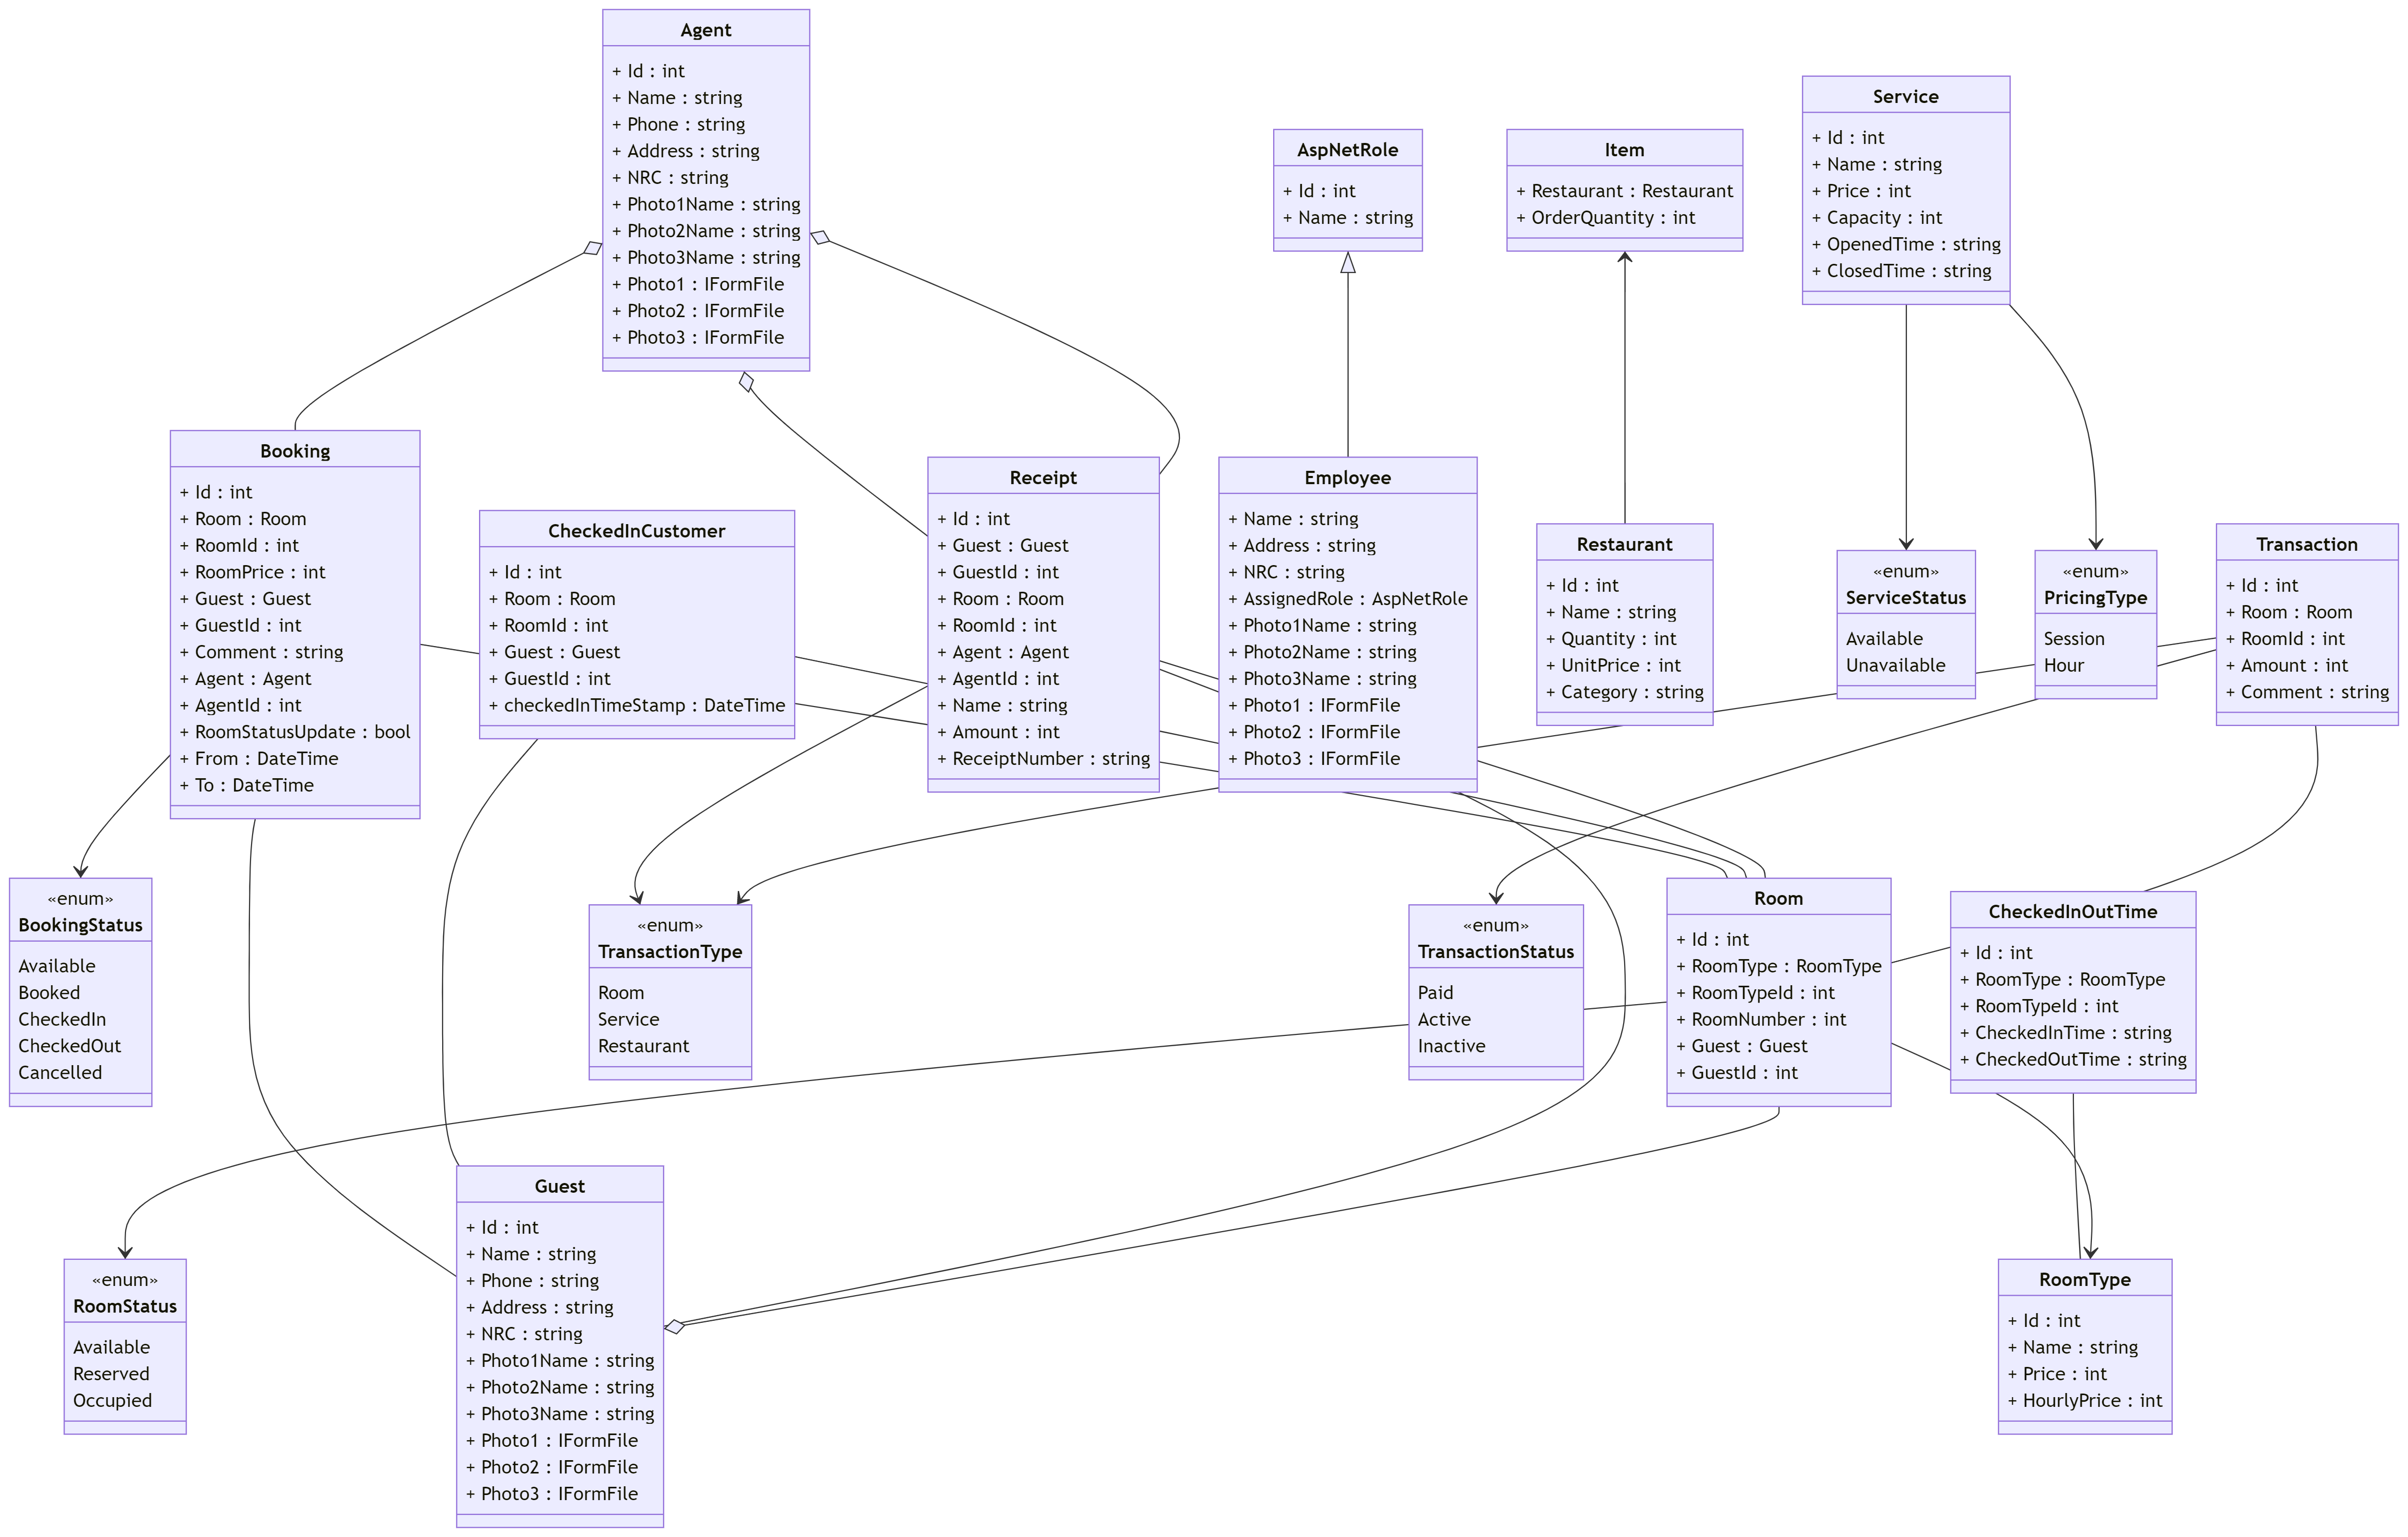 Agent
+ Id : int
+ Name : string
+ Phone : string
+ Address : string
+ NRC : string
+ Photo1Name : string
+ Photo2Name : string
+ Photo3Name : string
+ Photo1 : IFormFile
+ Photo2 : IFormFile
+ Photo3 : IFormFile
AspNetRole
+ Id : int
+ Name : string
Item
+ Restaurant : Restaurant
+ OrderQuantity : int
Service
+ Id : int
+ Name : string
+ Price : int
+ Capacity : int
+ OpenedTime : string
+ ClosedTime : string
Booking
+ Id : int
+ Room : Room
+ RoomId : int
+ RoomPrice : int
+ Guest : Guest
+ GuestId : int
+ Comment : string
+ Agent : Agent
+ AgentId : int
+ RoomStatusUpdate : bool
+ From : DateTime
+ To : DateTime
CheckedInCustomer
+ Id : int
+ Room : Room
+ RoomId : int
+ Guest : Guest
+ GuestId : int
+ checkedInTimeStamp : DateTime
Receipt
+ Id : int
+ Guest : Guest
+ GuestId : int
+ Room : Room
+ RoomId : int
+ Agent : Agent
+ AgentId : int
+ Name : string
+ Amount : int
+ ReceiptNumber : string
Employee
+ Name : string
+ Address : string
+ NRC : string
+ AssignedRole : AspNetRole
+ Photo1Name : string
+ Photo2Name : string
+ Photo3Name : string
+ Photo1 : IFormFile
+ Photo2 : IFormFile
+ Photo3 : IFormFile
Restaurant
+ Id : int
+ Name : string
+ Quantity : int
+ UnitPrice : int
+ Category : string
«enum»
ServiceStatus
Available
Unavailable
«enum»
PricingType
Session
Hour
Transaction
+ Id : int
+ Room : Room
+ RoomId : int
+ Amount : int
+ Comment : string
«enum»
BookingStatus
Available
Booked
CheckedIn
CheckedOut
Cancelled
«enum»
TransactionType
Room
Service
Restaurant
«enum»
TransactionStatus
Paid
Active
Inactive
Room
+ Id : int
+ RoomType : RoomType
+ RoomTypeId : int
+ RoomNumber : int
+ Guest : Guest
+ GuestId : int
CheckedInOutTime
+ Id : int
+ RoomType : RoomType
+ RoomTypeId : int
+ CheckedInTime : string
+ CheckedOutTime : string
«enum»
RoomStatus
Available
Reserved
Occupied
Guest
+ Id : int
+ Name : string
+ Phone : string
+ Address : string
+ NRC : string
+ Photo1Name : string
+ Photo2Name : string
+ Photo3Name : string
+ Photo1 : IFormFile
+ Photo2 : IFormFile
+ Photo3 : IFormFile
RoomType
+ Id : int
+ Name : string
+ Price : int
+ HourlyPrice : int